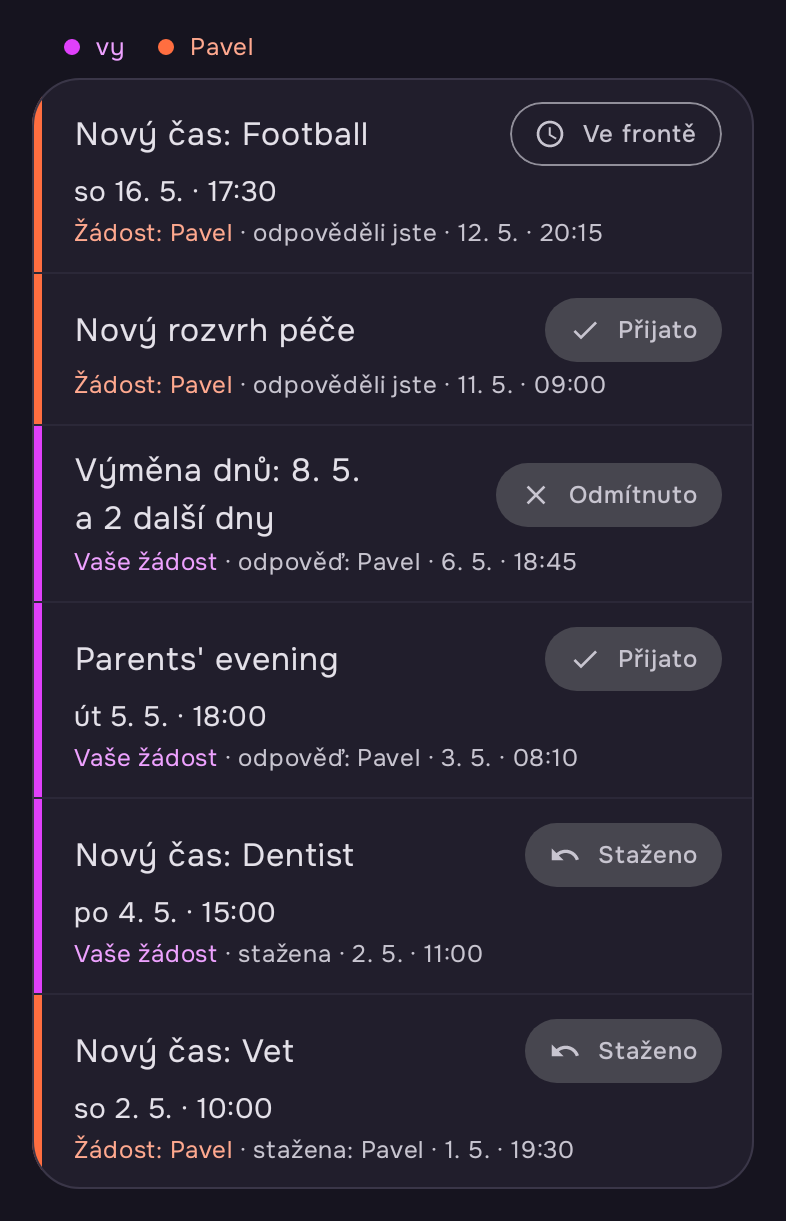 vy Pavel
Nový čas: Football
Ve frontě
so 16. 5. · 17:30
Žádost: Pavel · odpověděli jste · 12. 5. · 20:15
Nový rozvrh péče
Přijato
Žádost: Pavel · odpověděli jste · 11. 5. · 09:00
Výměna dnů: 8. 5.
a 2 další dny
Odmítnuto
Vaše žádost · odpověď: Pavel · 6. 5. · 18:45
Parents' evening
Přijato
út 5. 5. · 18:00
Vaše žádost · odpověď: Pavel · 3. 5. · 08:10
Nový čas: Dentist
Staženo
po 4. 5. · 15:00
Vaše žádost · stažena · 2. 5. · 11:00
Nový čas: Vet
Staženo
so 2. 5. · 10:00
Žádost: Pavel · stažena: Pavel · 1. 5. · 19:30